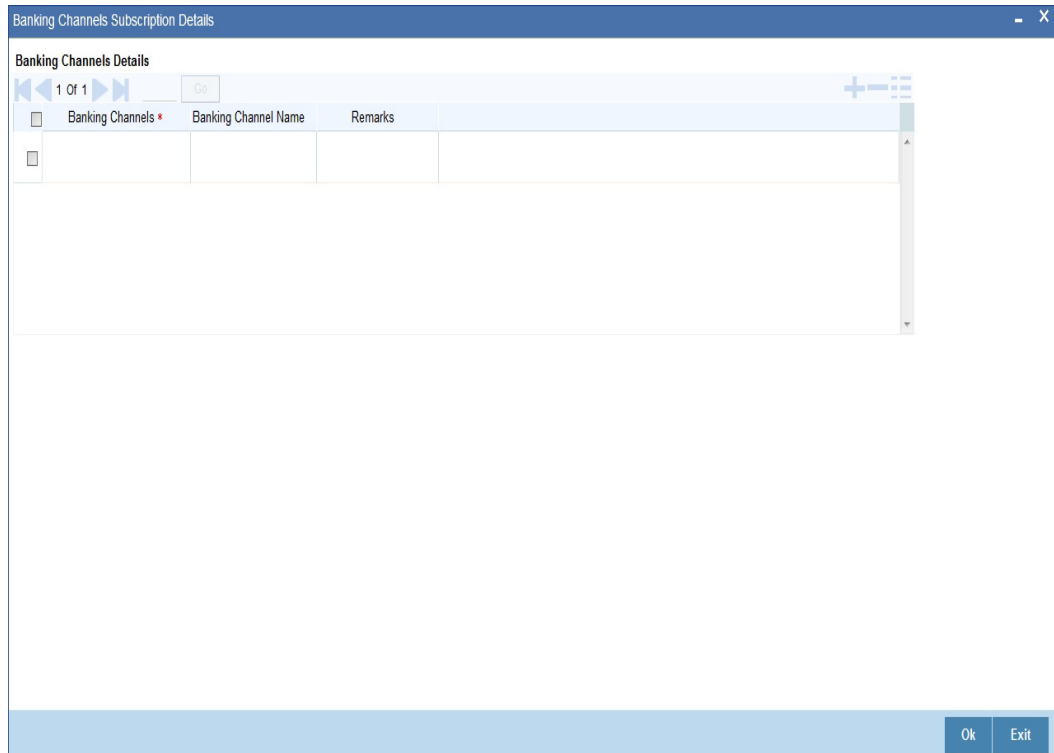 Banking Channels Subscription Details
Banking Channels Details
1 Of 1 Go
Banking Channels * Banking Channel Name Remarks
Ok Exit